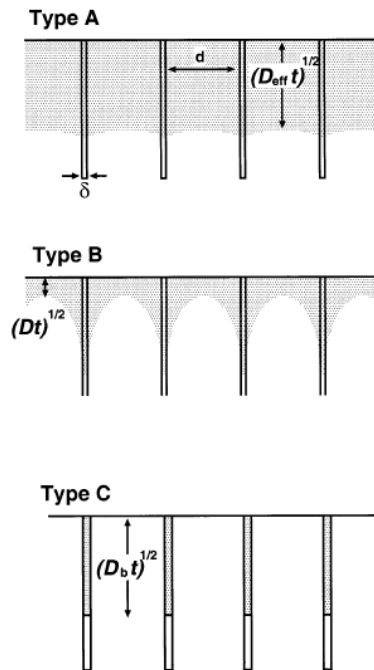 Type A
d
(D_eff t)^1/2
δ
Type B
(Dt)^1/2
Type C
(D_b t)^1/2